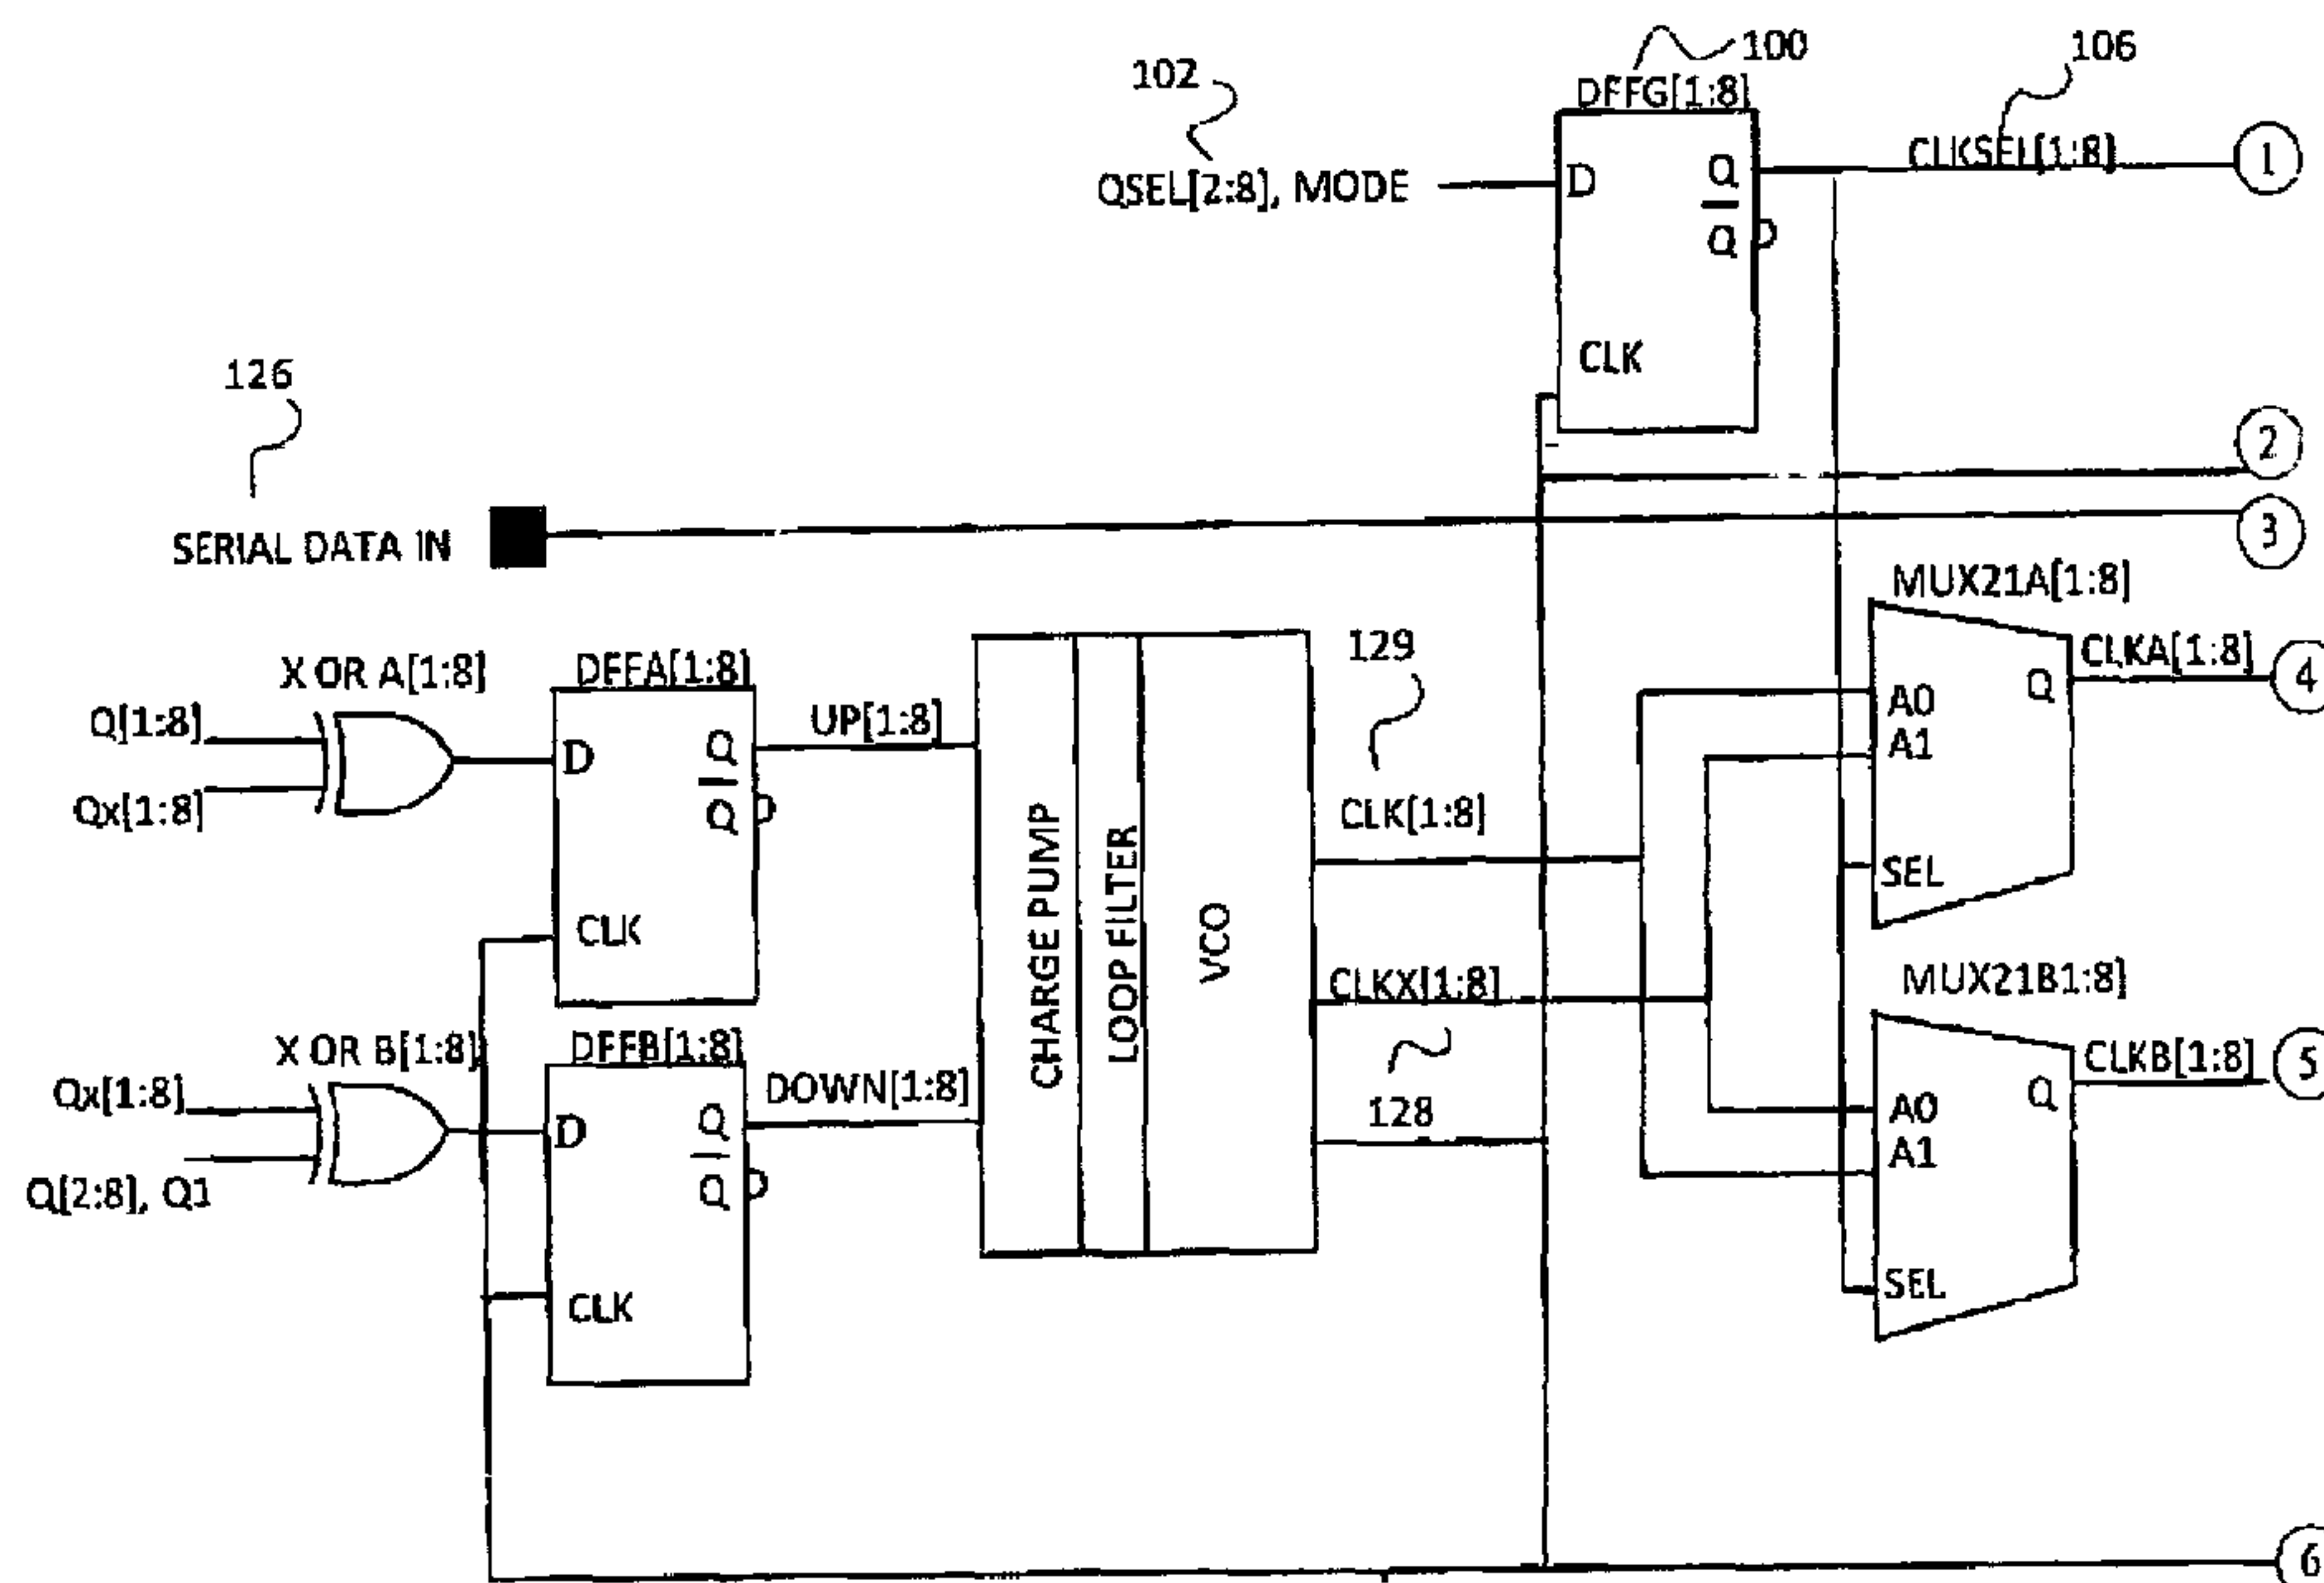 100
106
102
DFFG[1:8]
CLKSEL[1:8]
1
QSEL[2:8], MODE
D
Q
Q
CLK
126
2
SERIAL DATA IN
3
MUX21A[1:8]
X OR A[1:8]
DFFA[1:8]
129
CLKA[1:8]
4
Q[1:8]
Qx[1:8]
D
Q
Q
CLK
UP[1:8]
CHARGE PUMP
LOOP FILTER
VCO
CLK[1:8]
A0
A1
Q
SEL
CLKX[1:8]
128
MUX21B1:8]
X OR B[1:8]
DFFB[1:8]
DOWN[1:8]
CLKB[1:8]
5
Qx[1:8]
Q[2:8], Q1
D
Q
Q
CLK
A0
A1
Q
SEL
6